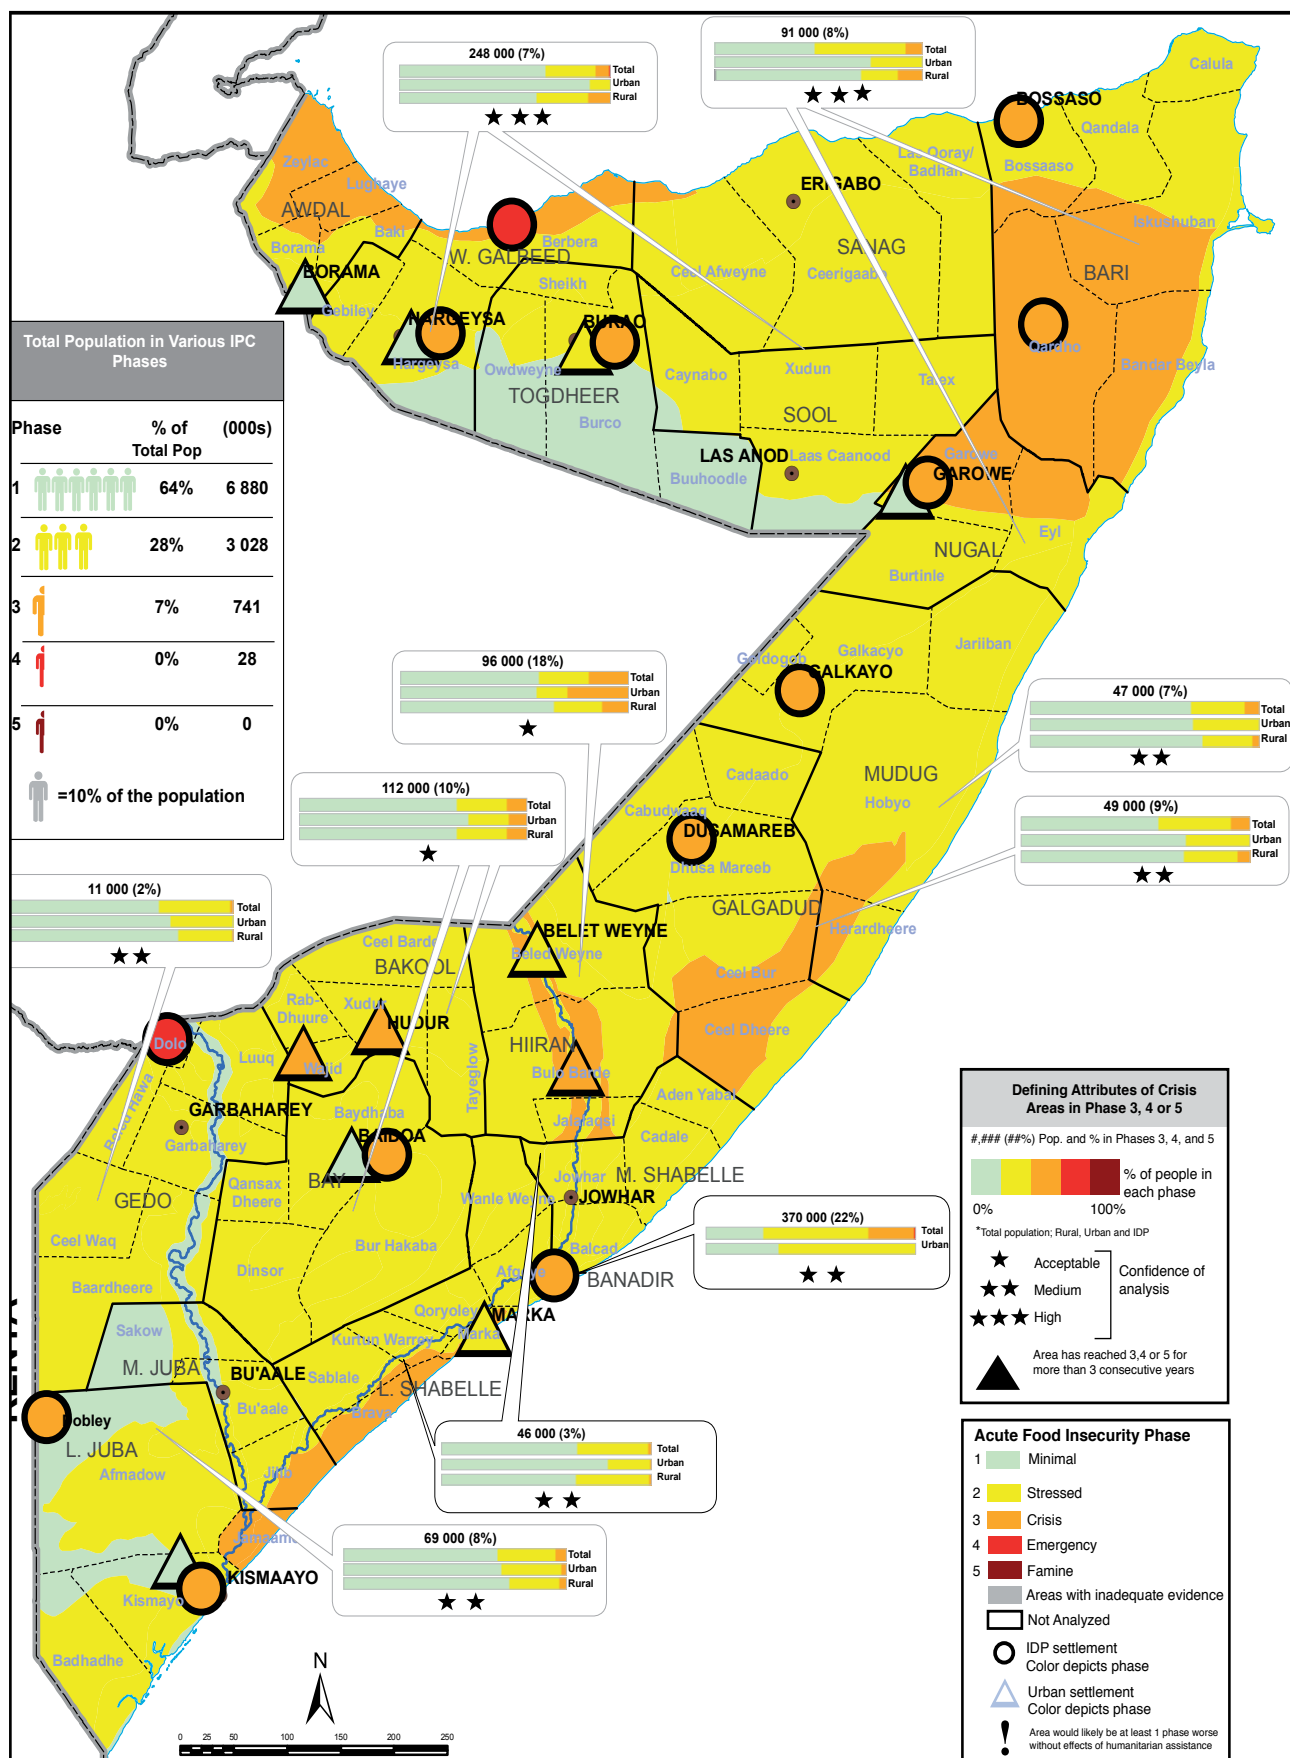 248 000 (7%)
Total
Urban
Rural
91 000 (8%)
Total
Urban
Rural
Calula
BOSSASO
Qandala
Las Qoray/
Badhan
Bossaaso
Zeylac
Lughaye
ERIGABO
AWDAL
Iskushuban
Baki
Borama
Berbera
W. GALBEED
SANAG
BORAMA
Ceel Afweyne
Ceerigaabo
BARI
Sheikh
Gebiley
HARGEYSA
BURAO
Hargeysa
Qardho
Owdweyne
Caynabo
Xudun
Talex
Bandar Beyla
TOGDHEER
SOOL
Burco
LAS ANOD
Laas Caanood
Garowe
GAROWE
Buuhoodle
Eyl
NUGAL
Burtinle
Total Population in Various IPC
Phases
Phase
% of
Total Pop
(000s)
1
64%
6 880
2
28%
3 028
3
7%
741
4
0%
28
5
0%
0
=10% of the population
Galkacyo
Jariiban
Goldogob
GALKAYO
96 000 (18%)
Total
Urban
Rural
47 000 (7%)
Total
Urban
Rural
MUDUG
Hobyo
Cadaado
112 000 (10%)
Total
Urban
Rural
Cabudwaaq
DUSAMAREB
Dhusa Mareeb
49 000 (9%)
Total
Urban
Rural
11 000 (2%)
Total
Urban
Rural
GALGADUD
Harardheere
BELET WEYNE
Beled Weyne
Ceel Barde
BAKOOL
Ceel Bur
Rab-
Dhuure
Xudur
HUDUR
Ceel Dheere
Dolo
Luuq
Wajid
HIIRAN
Bulo Barde
Tayeglow
Aden Yabal
Beled Hawa
GARBAHAREY
Garbaharey
Baydhaba
BAIDOA
Jalalaqsi
Cadale
Qansax
Dheere
BAY
Jowhar
M. SHABELLE
GEDO
Wanle Weyne
JOWHAR
Ceel Waq
Bur Hakaba
Balcad
370 000 (22%)
Total
Urban
Dinsor
Afgoye
BANADIR
Baardheere
Qoryoley
MARKA
Marka
Sakow
Kurtun Warrey
M. JUBA
BU'AALE
Sablale
L. SHABELLE
Bu'aale
Brava
KENYA
Dobley
L. JUBA
Afmadow
Jilib
46 000 (3%)
Total
Urban
Rural
Jamaame
69 000 (8%)
Total
Urban
Rural
KISMAAYO
Kismayo
Badhadhe
N
0 25 50 100 150 200 250
Defining Attributes of Crisis
Areas in Phase 3, 4 or 5
#,### (##%) Pop. and % in Phases 3, 4, and 5
% of people in
each phase
0%
100%
*Total population; Rural, Urban and IDP
Acceptable
Medium
High
Confidence of
analysis
Area has reached 3,4 or 5 for
more than 3 consecutive years
Acute Food Insecurity Phase
1 Minimal
2 Stressed
3 Crisis
4 Emergency
5 Famine
Areas with inadequate evidence
Not Analyzed
IDP settlement
Color depicts phase
Urban settlement
Color depicts phase
! Area would likely be at least 1 phase worse
without effects of humanitarian assistance